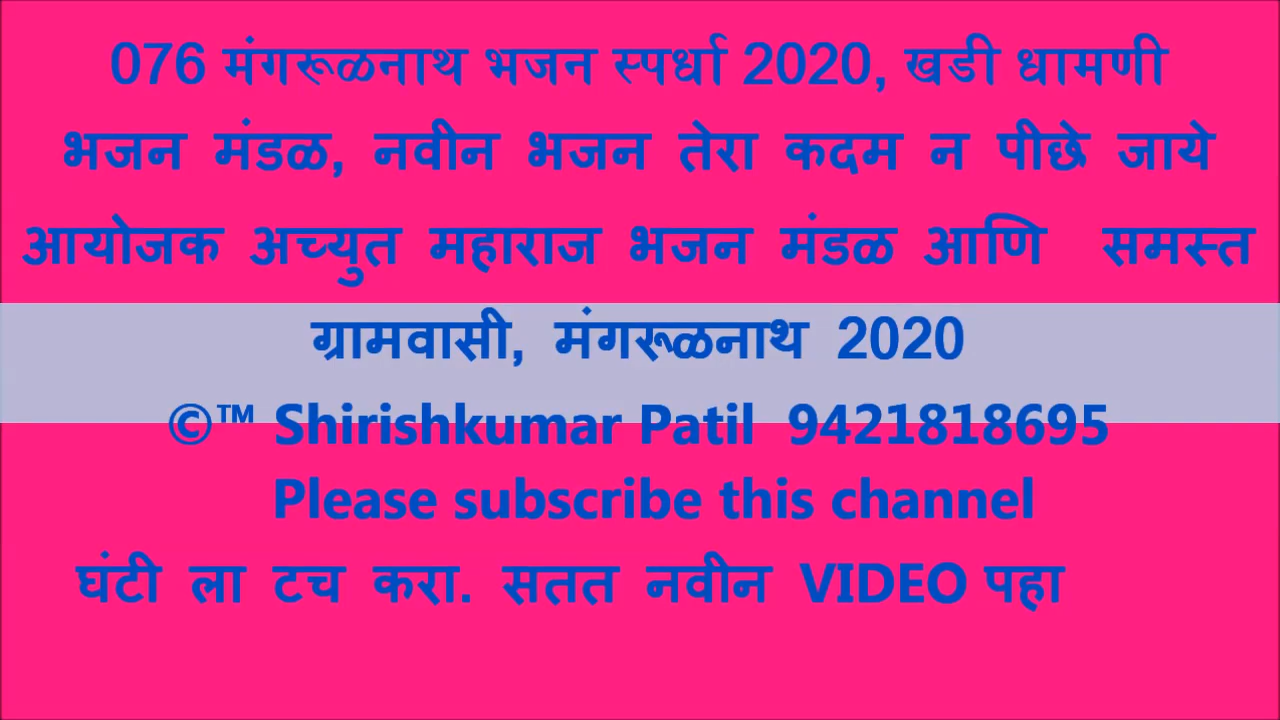 076 मंगरूळनाथ भजन स्पर्धा 2020, खडी धामणी
भजन मंडळ, नवीन भजन तेरा कदम न पीछे जाये
आयोजक अच्युत महाराज भजन मंडळ आणि समस्त
ग्रामवासी, मंगरूळनाथ 2020
©™ Shirishkumar Patil 9421818695
Please subscribe this channel
घंटी ला टच करा. सतत नवीन VIDEO पहा